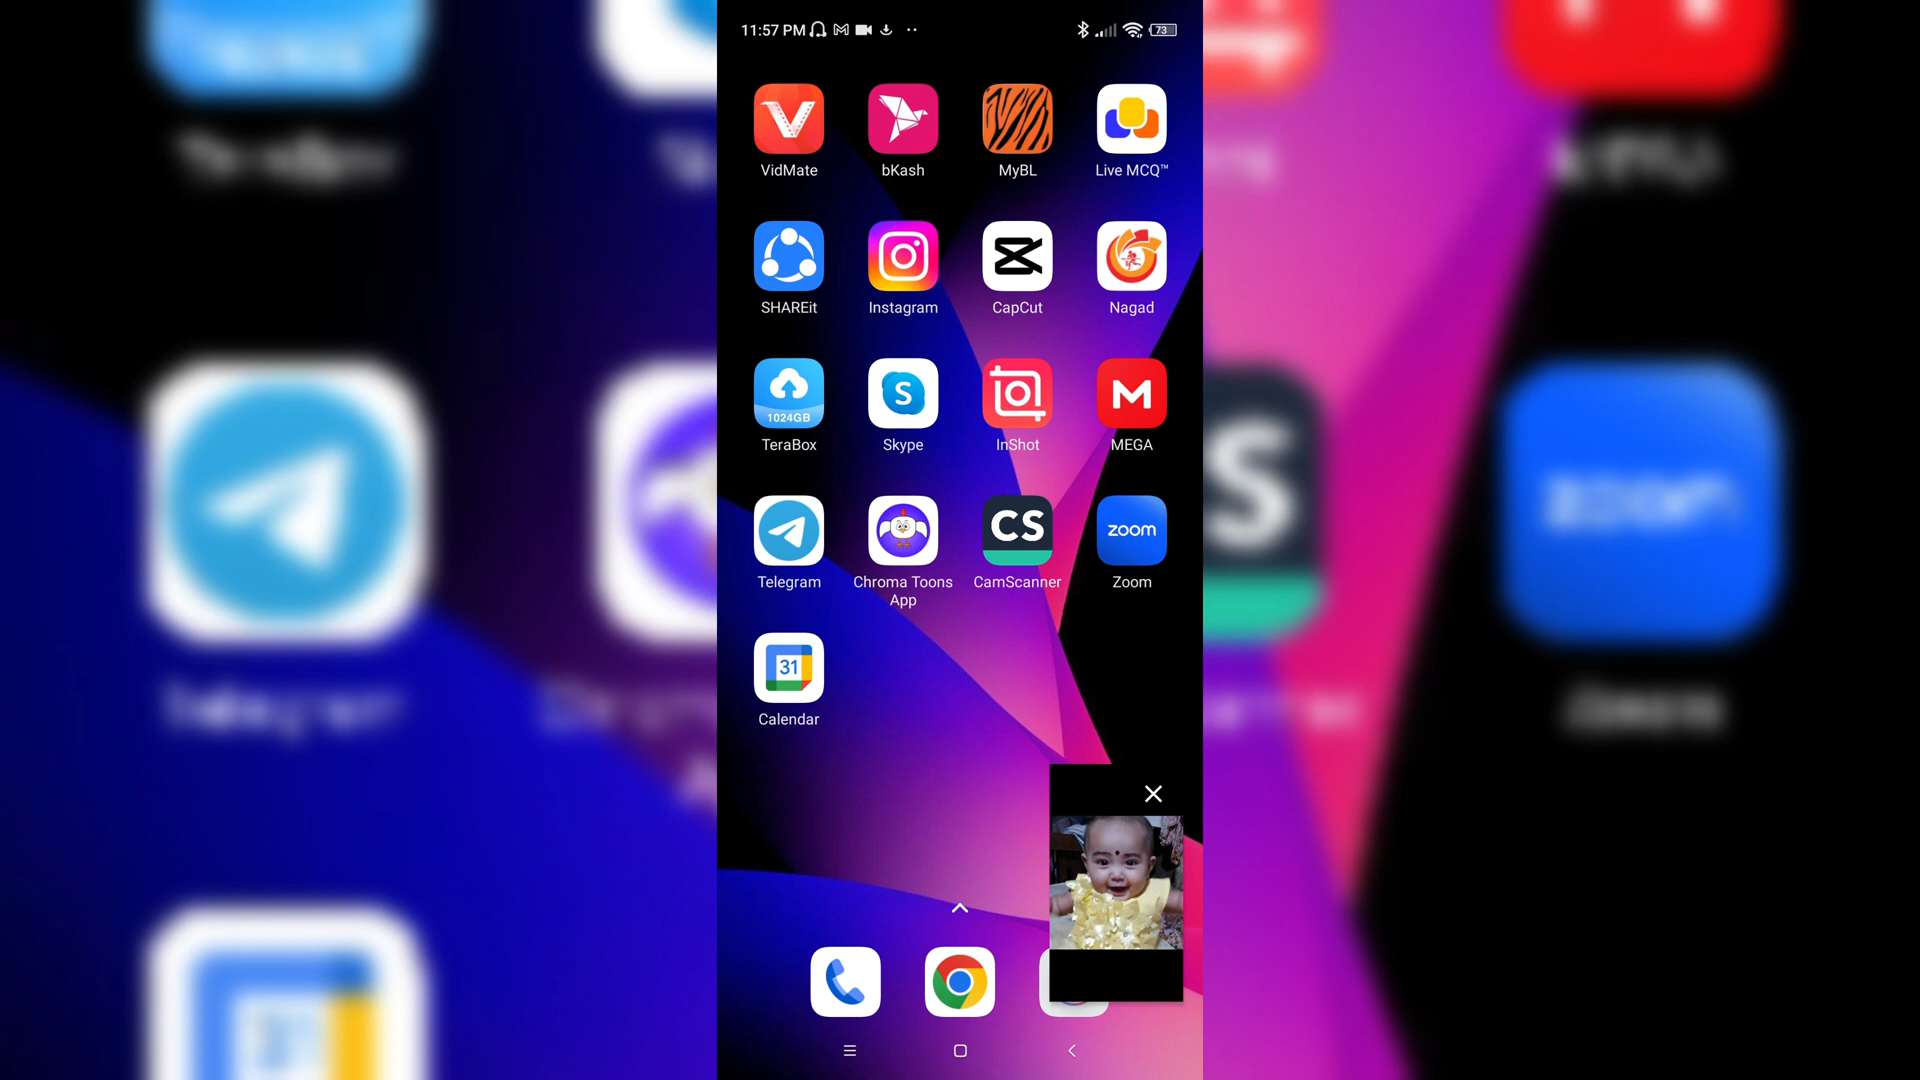 11:57 PM
73
VidMate
bKash
MyBL
Live MCQ™
SHAREit
Instagram
CapCut
Nagad
1024GB
TeraBox
S
Skype
InShot
M
MEGA
Telegram
Chroma Toons
App
CS
CamScanner
zoom
Zoom
31
Calendar